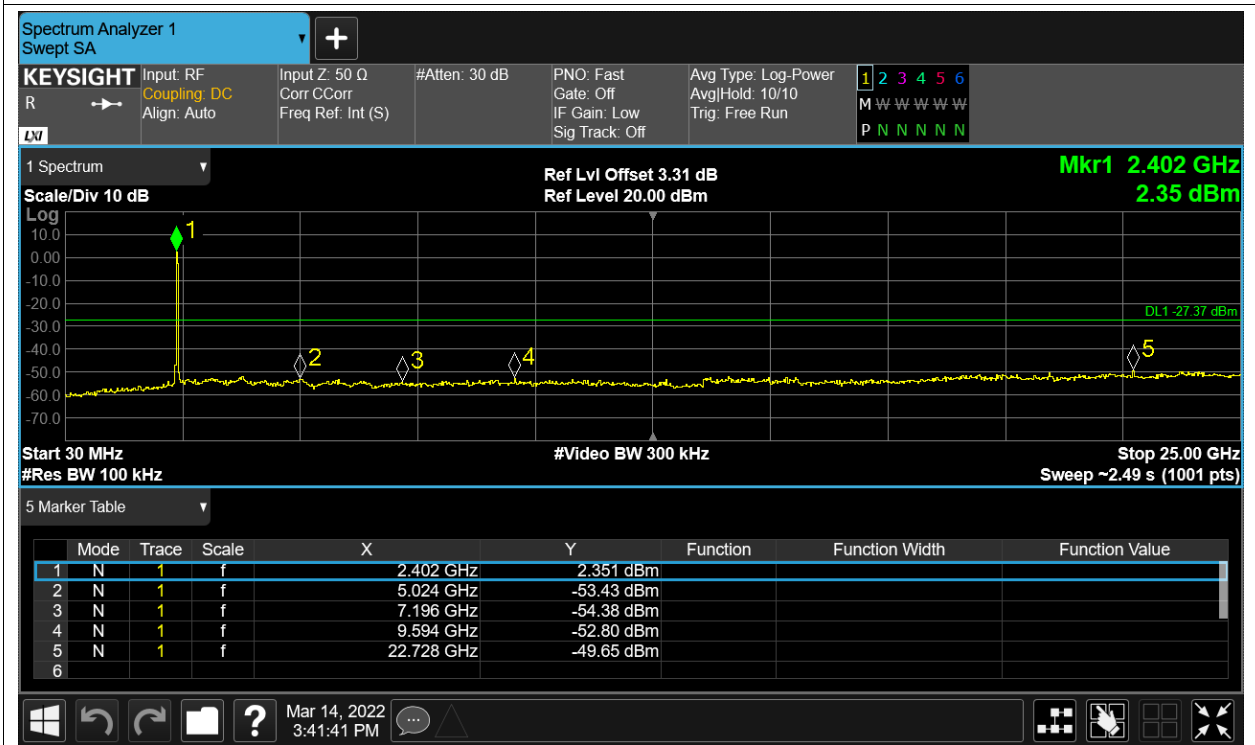 Spectrum Analyzer 1
Swept SA
KEYSIGHT Input: RF Input Z: 50 Ω #Atten: 30 dB PNO: Fast Avg Type: Log-Power 1 2 3 4 5 6
R Coupling: DC Corr CCorr Gate: Off Avg|Hold: 10/10 M W W W W W W
Align: Auto Freq Ref: Int (S) IF Gain: Low Trig: Free Run
LXI Sig Track: Off P N N N N N N
1 Spectrum Ref Lvl Offset 3.31 dB Mkr1 2.402 GHz
Scale/Div 10 dB Ref Level 20.00 dBm 2.35 dBm
Log
10.0 1
0.00
-10.0
-20.0
DL1 -27.37 dBm
-30.0
-40.0
2 3 4 5
-50.0
-60.0
-70.0
Start 30 MHz #Video BW 300 kHz Stop 25.00 GHz
#Res BW 100 kHz Sweep ~2.49 s (1001 pts)
5 Marker Table
Mode Trace Scale X Y Function Function Width Function Value
1 N 1 f 2.402 GHz 2.351 dBm
2 N 1 f 5.024 GHz -53.43 dBm
3 N 1 f 7.196 GHz -54.38 dBm
4 N 1 f 9.594 GHz -52.80 dBm
5 N 1 f 22.728 GHz -49.65 dBm
6
? Mar 14, 2022
3:41:41 PM